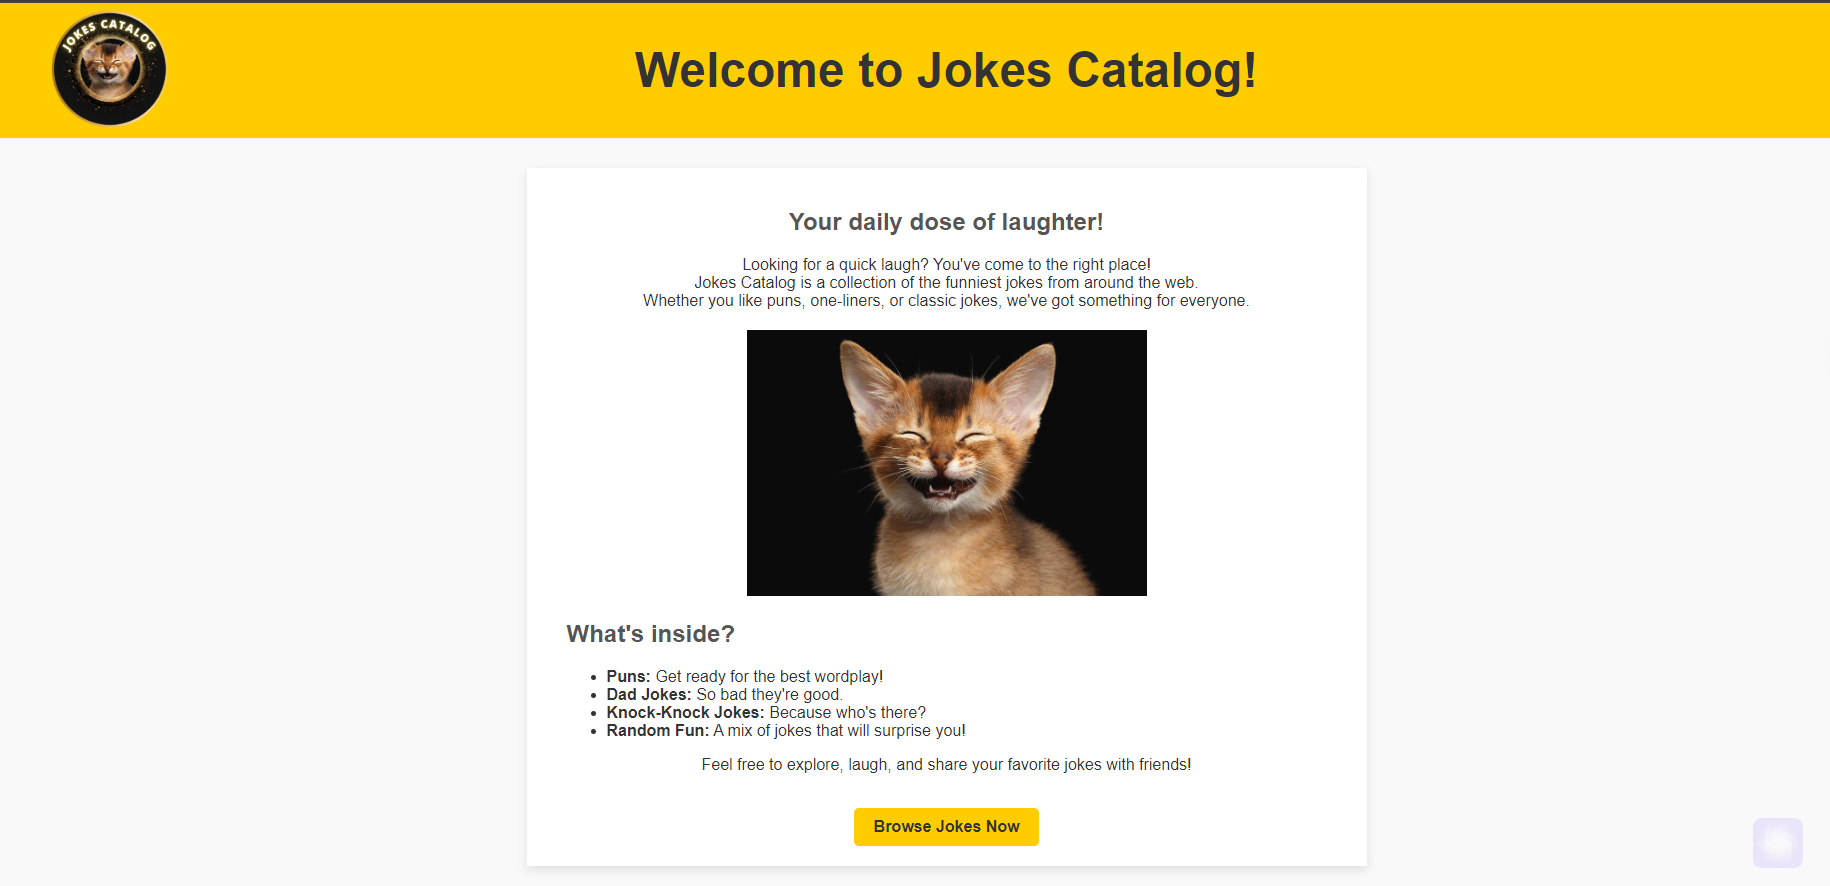 JOKES CATALOG
Welcome to Jokes Catalog!
Your daily dose of laughter!
Looking for a quick laugh? You've come to the right place!
Jokes Catalog is a collection of the funniest jokes from around the web.
Whether you like puns, one-liners, or classic jokes, we've got something for everyone.
What's inside?
Puns: Get ready for the best wordplay!
Dad Jokes: So bad they're good.
Knock-Knock Jokes: Because who's there?
Random Fun: A mix of jokes that will surprise you!
Feel free to explore, laugh, and share your favorite jokes with friends!
Browse Jokes Now